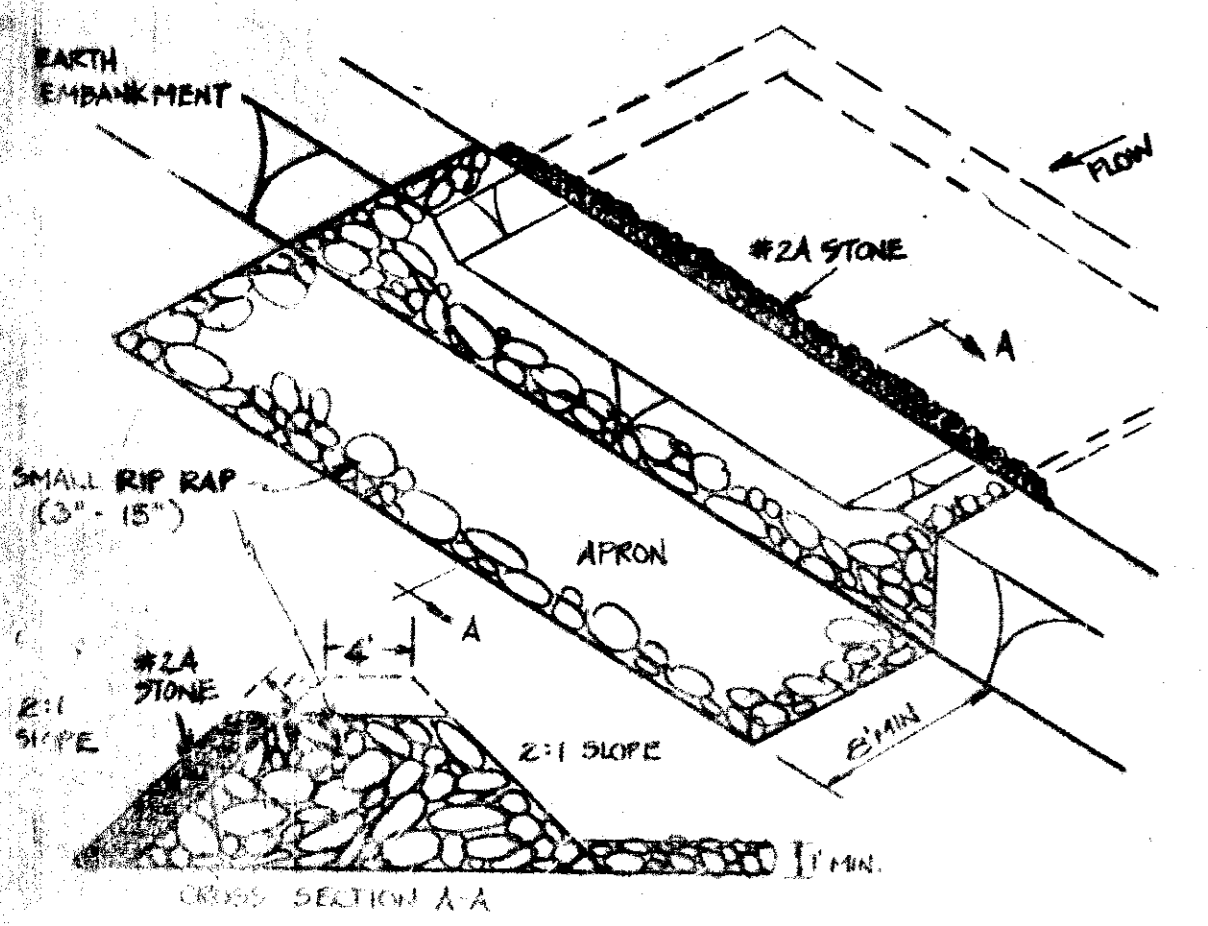 EARTH
EMBANKMENT
FLOW
#2A STONE
A
SMALL RIP RAP
(3" - 15")
APRON
A
4'
#2A
STONE
2:1
SLOPE
2:1 SLOPE
8' MIN
1' MIN.
CROSS SECTION A-A